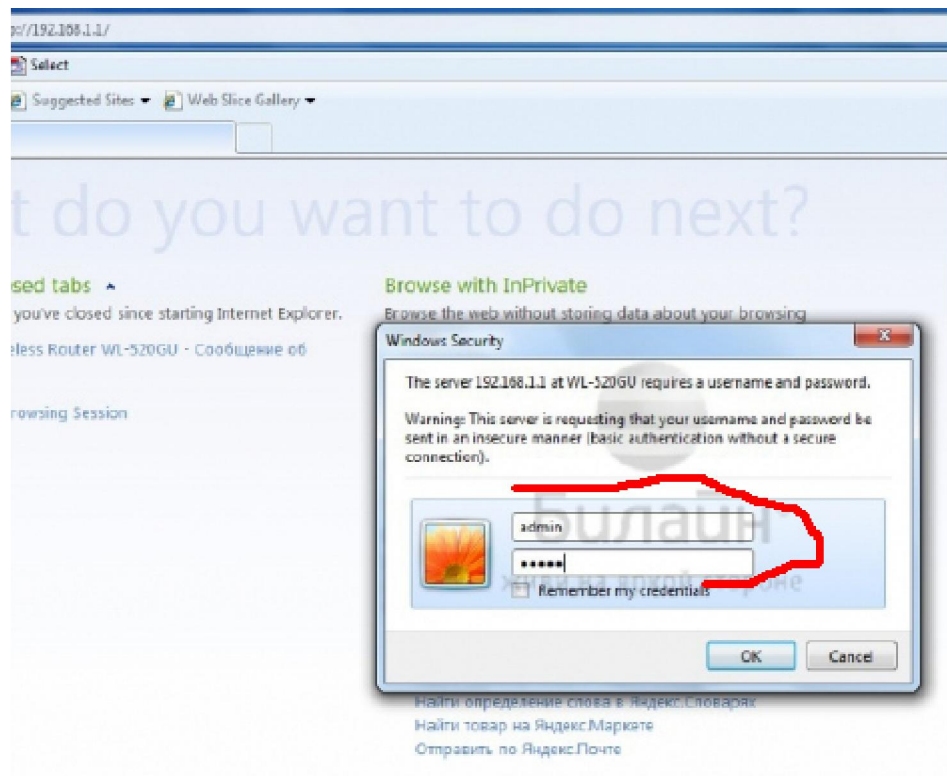 p://192.168.1.1/
Select
Suggested Sites Web Slice Gallery
t do you want to do next?
sed tabs
Browse with InPrivate
you've closed since starting Internet Explorer.
Browse the web without storing data about your browsing
eless Router WL-520GU - Сообщение об
rowsing Session
Windows Security
The server 192.168.1.1 at WL-520GU requires a username and password.
Warning: This server is requesting that your username and password be
sent in an insecure manner (basic authentication without a secure
connection).
Билайн
admin
•••••
живи на яркой стороне
Remember my credentials
OK Cancel
Найти определение слова в Яндекс.Словарях
Найти товар на Яндекс.Маркете
Отправить по Яндекс.Почте